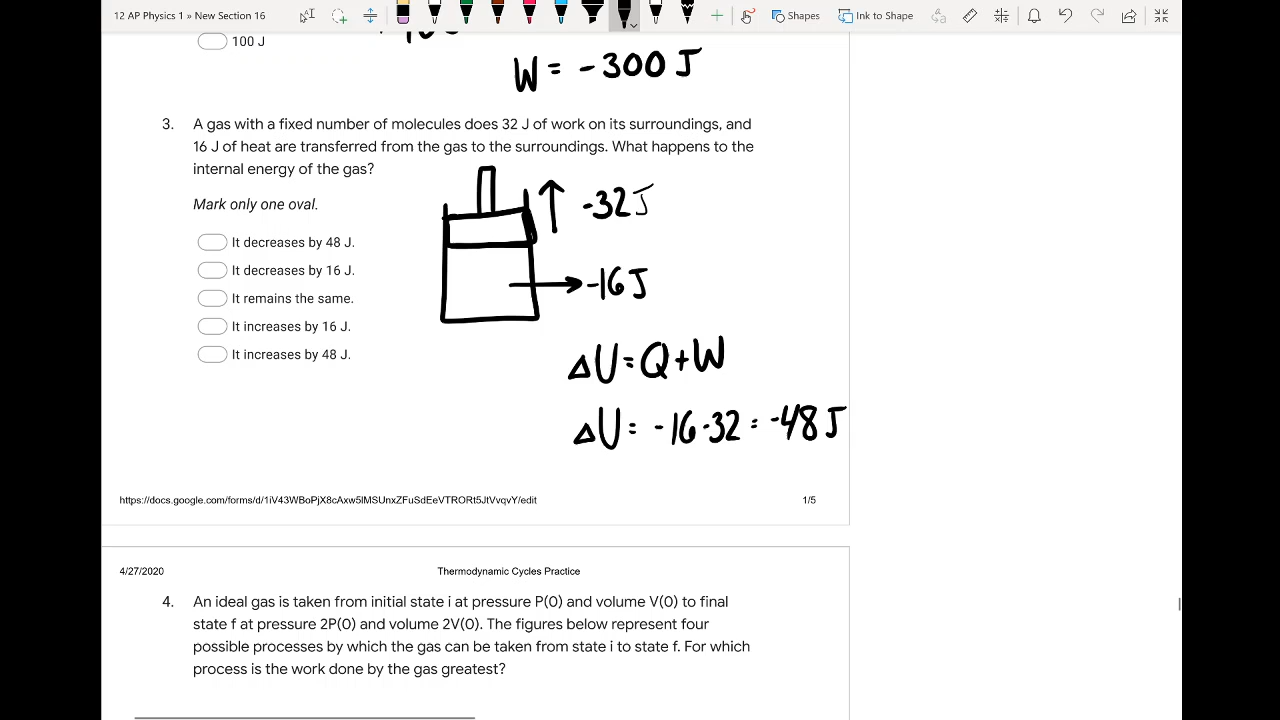 12 AP Physics 1 » New Section 16
Shapes
Ink to Shape
100 J
W = -300 J
3. A gas with a fixed number of molecules does 32 J of work on its surroundings, and
16 J of heat are transferred from the gas to the surroundings. What happens to the
internal energy of the gas?
Mark only one oval.
It decreases by 48 J.
It decreases by 16 J.
It remains the same.
It increases by 16 J.
It increases by 48 J.
-32J
-16J
ΔU=Q+W
ΔU= -16-32= -48 J
https://docs.google.com/forms/d/1iV43WBoPjX8cAxw5lMSUnxZFuSdEeVTRORt5JtVvqvY/edit
1/5
4/27/2020
Thermodynamic Cycles Practice
4. An ideal gas is taken from initial state i at pressure P(0) and volume V(0) to final
state f at pressure 2P(0) and volume 2V(0). The figures below represent four
possible processes by which the gas can be taken from state i to state f. For which
process is the work done by the gas greatest?